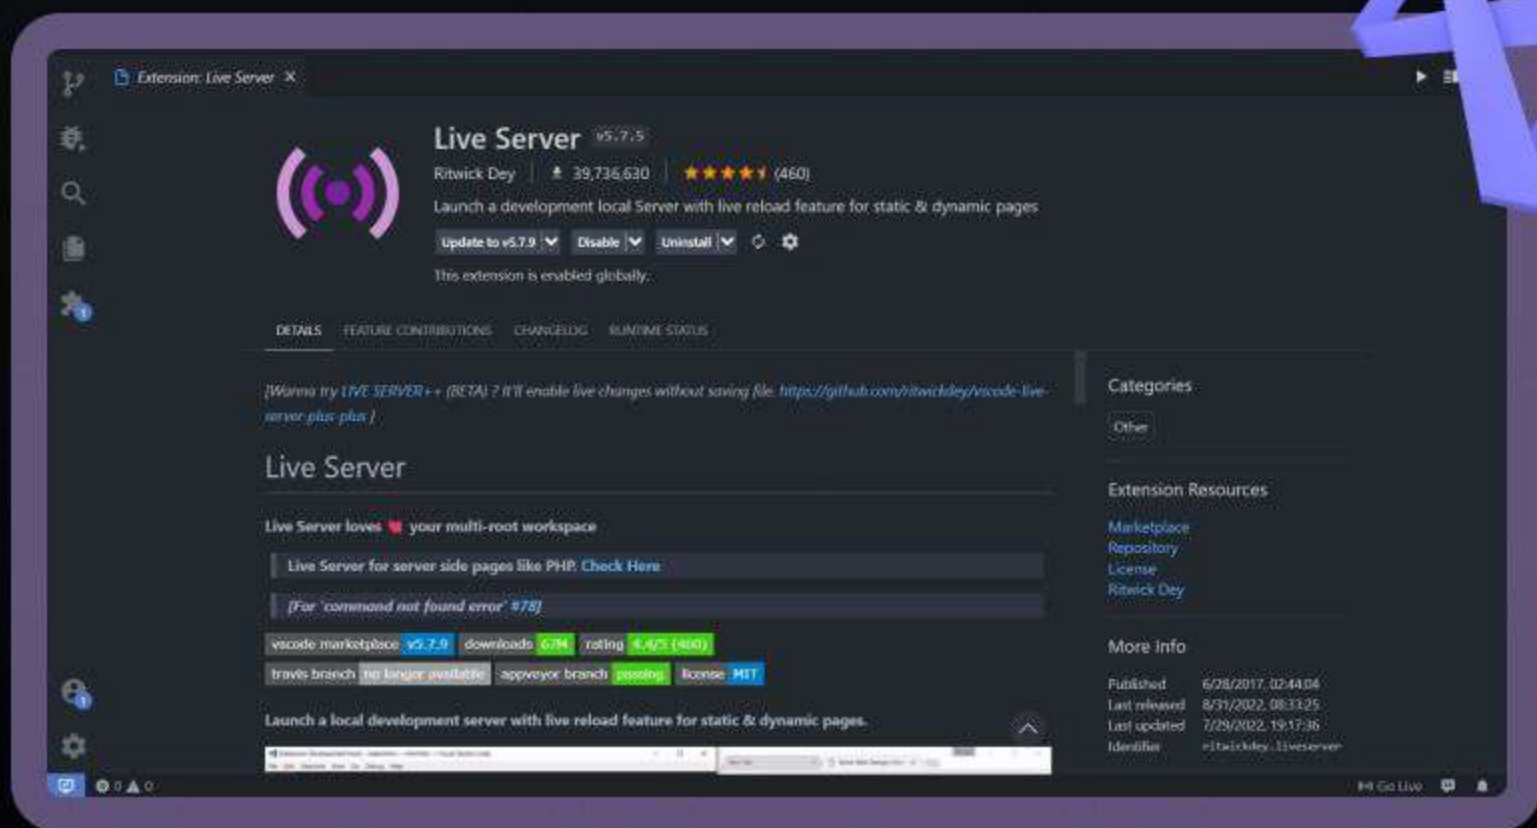 Extension: Live Server
Live Server v5.7.5
Ritwick Dey 39,736,630 (460)
Launch a development local Server with live reload feature for static & dynamic pages
Update to v5.7.9 Disable Uninstall
This extension is enabled globally.
DETAILS FEATURE CONTRIBUTIONS CHANGELOG RUNTIME STATUS
[Wanna try LIVE SERVER++ (BETA) ? It'll enable live changes without saving file. https://github.com/ritwickdey/vscode-live-
server-plus-plus ]
Live Server
Live Server loves your multi-root workspace
Live Server for server side pages like PHP. Check Here
[For 'command not found error' #78]
vscode marketplace v5.7.9 downloads 67M rating 4.4/5 (460)
travis branch no longer available appveyor branch passing license MIT
Launch a local development server with live reload feature for static & dynamic pages.
Categories
Other
Extension Resources
Marketplace
Repository
License
Ritwick Dey
More Info
Published 6/28/2017, 02:44:04
Last released 8/31/2022, 08:33:25
Last updated 7/29/2022, 19:17:36
Identifier ritwickdey.liveserver
1
1
0 0
Go Live